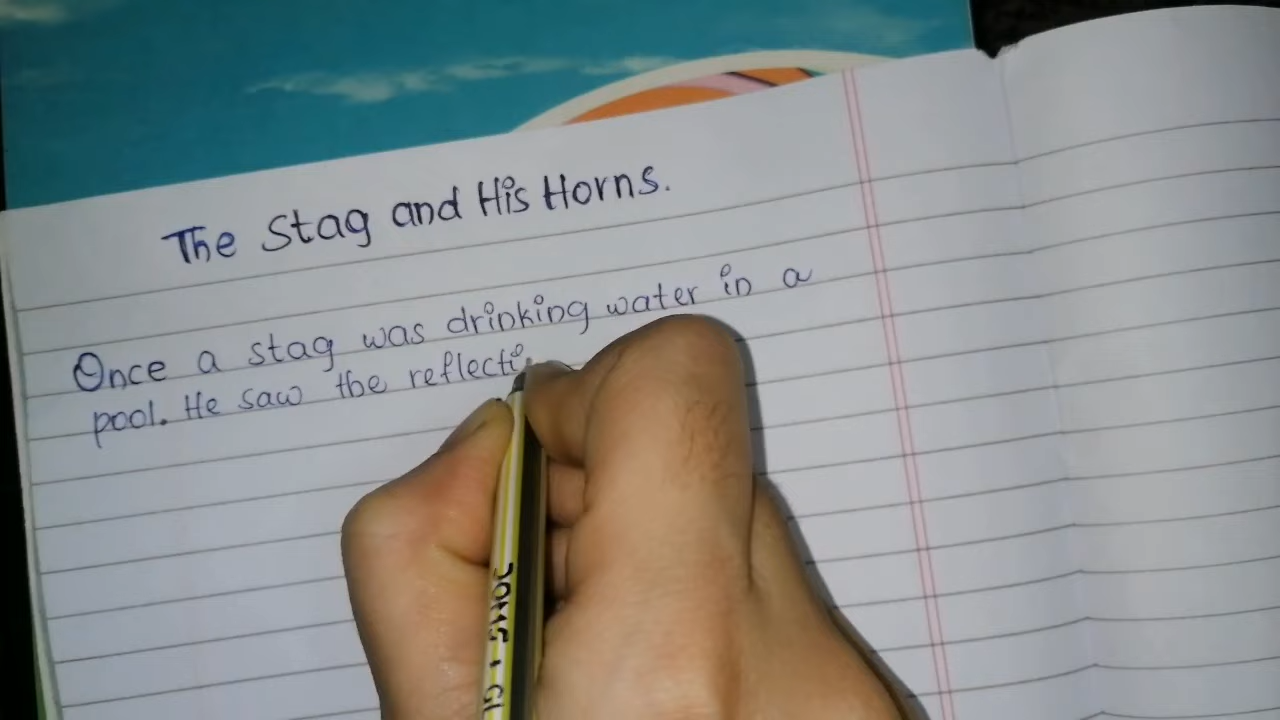 The Stag and His Horns.
Once a stag was drinking water in a
pool. He saw the reflecti